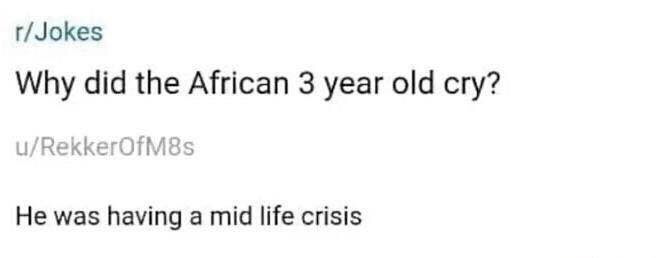 r/Jokes
Why did the African 3 year old cry?
u/RekkerOfM8s
He was having a mid life crisis